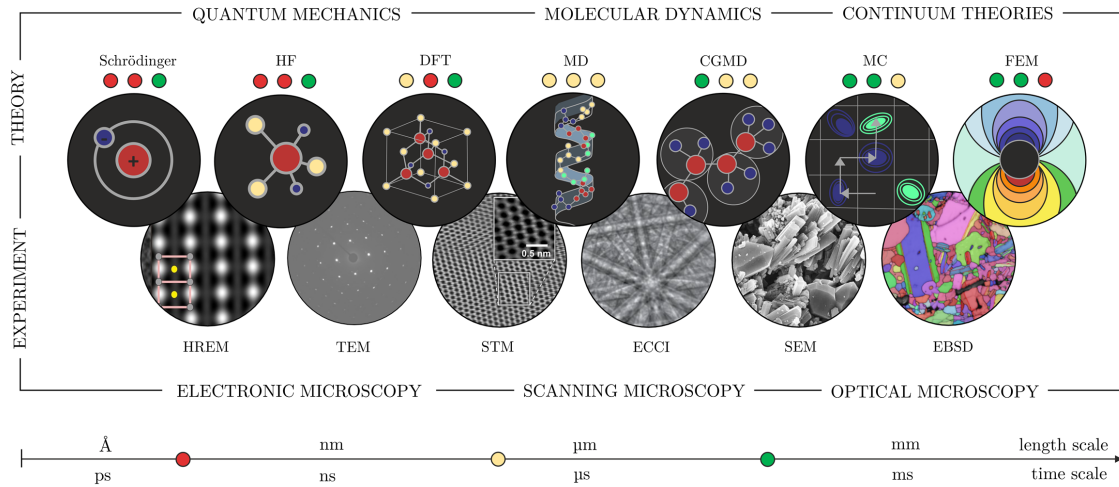 QUANTUM MECHANICS
MOLECULAR DYNAMICS
CONTINUUM THEORIES
THEORY
Schrödinger
HF
DFT
MD
CGMD
MC
FEM
-
+
0.5 nm
EXPERIMENT
HREM
TEM
STM
ECCI
SEM
EBSD
ELECTRONIC MICROSCOPY
SCANNING MICROSCOPY
OPTICAL MICROSCOPY
Å
nm
µm
mm
length scale
ps
ns
µs
ms
time scale